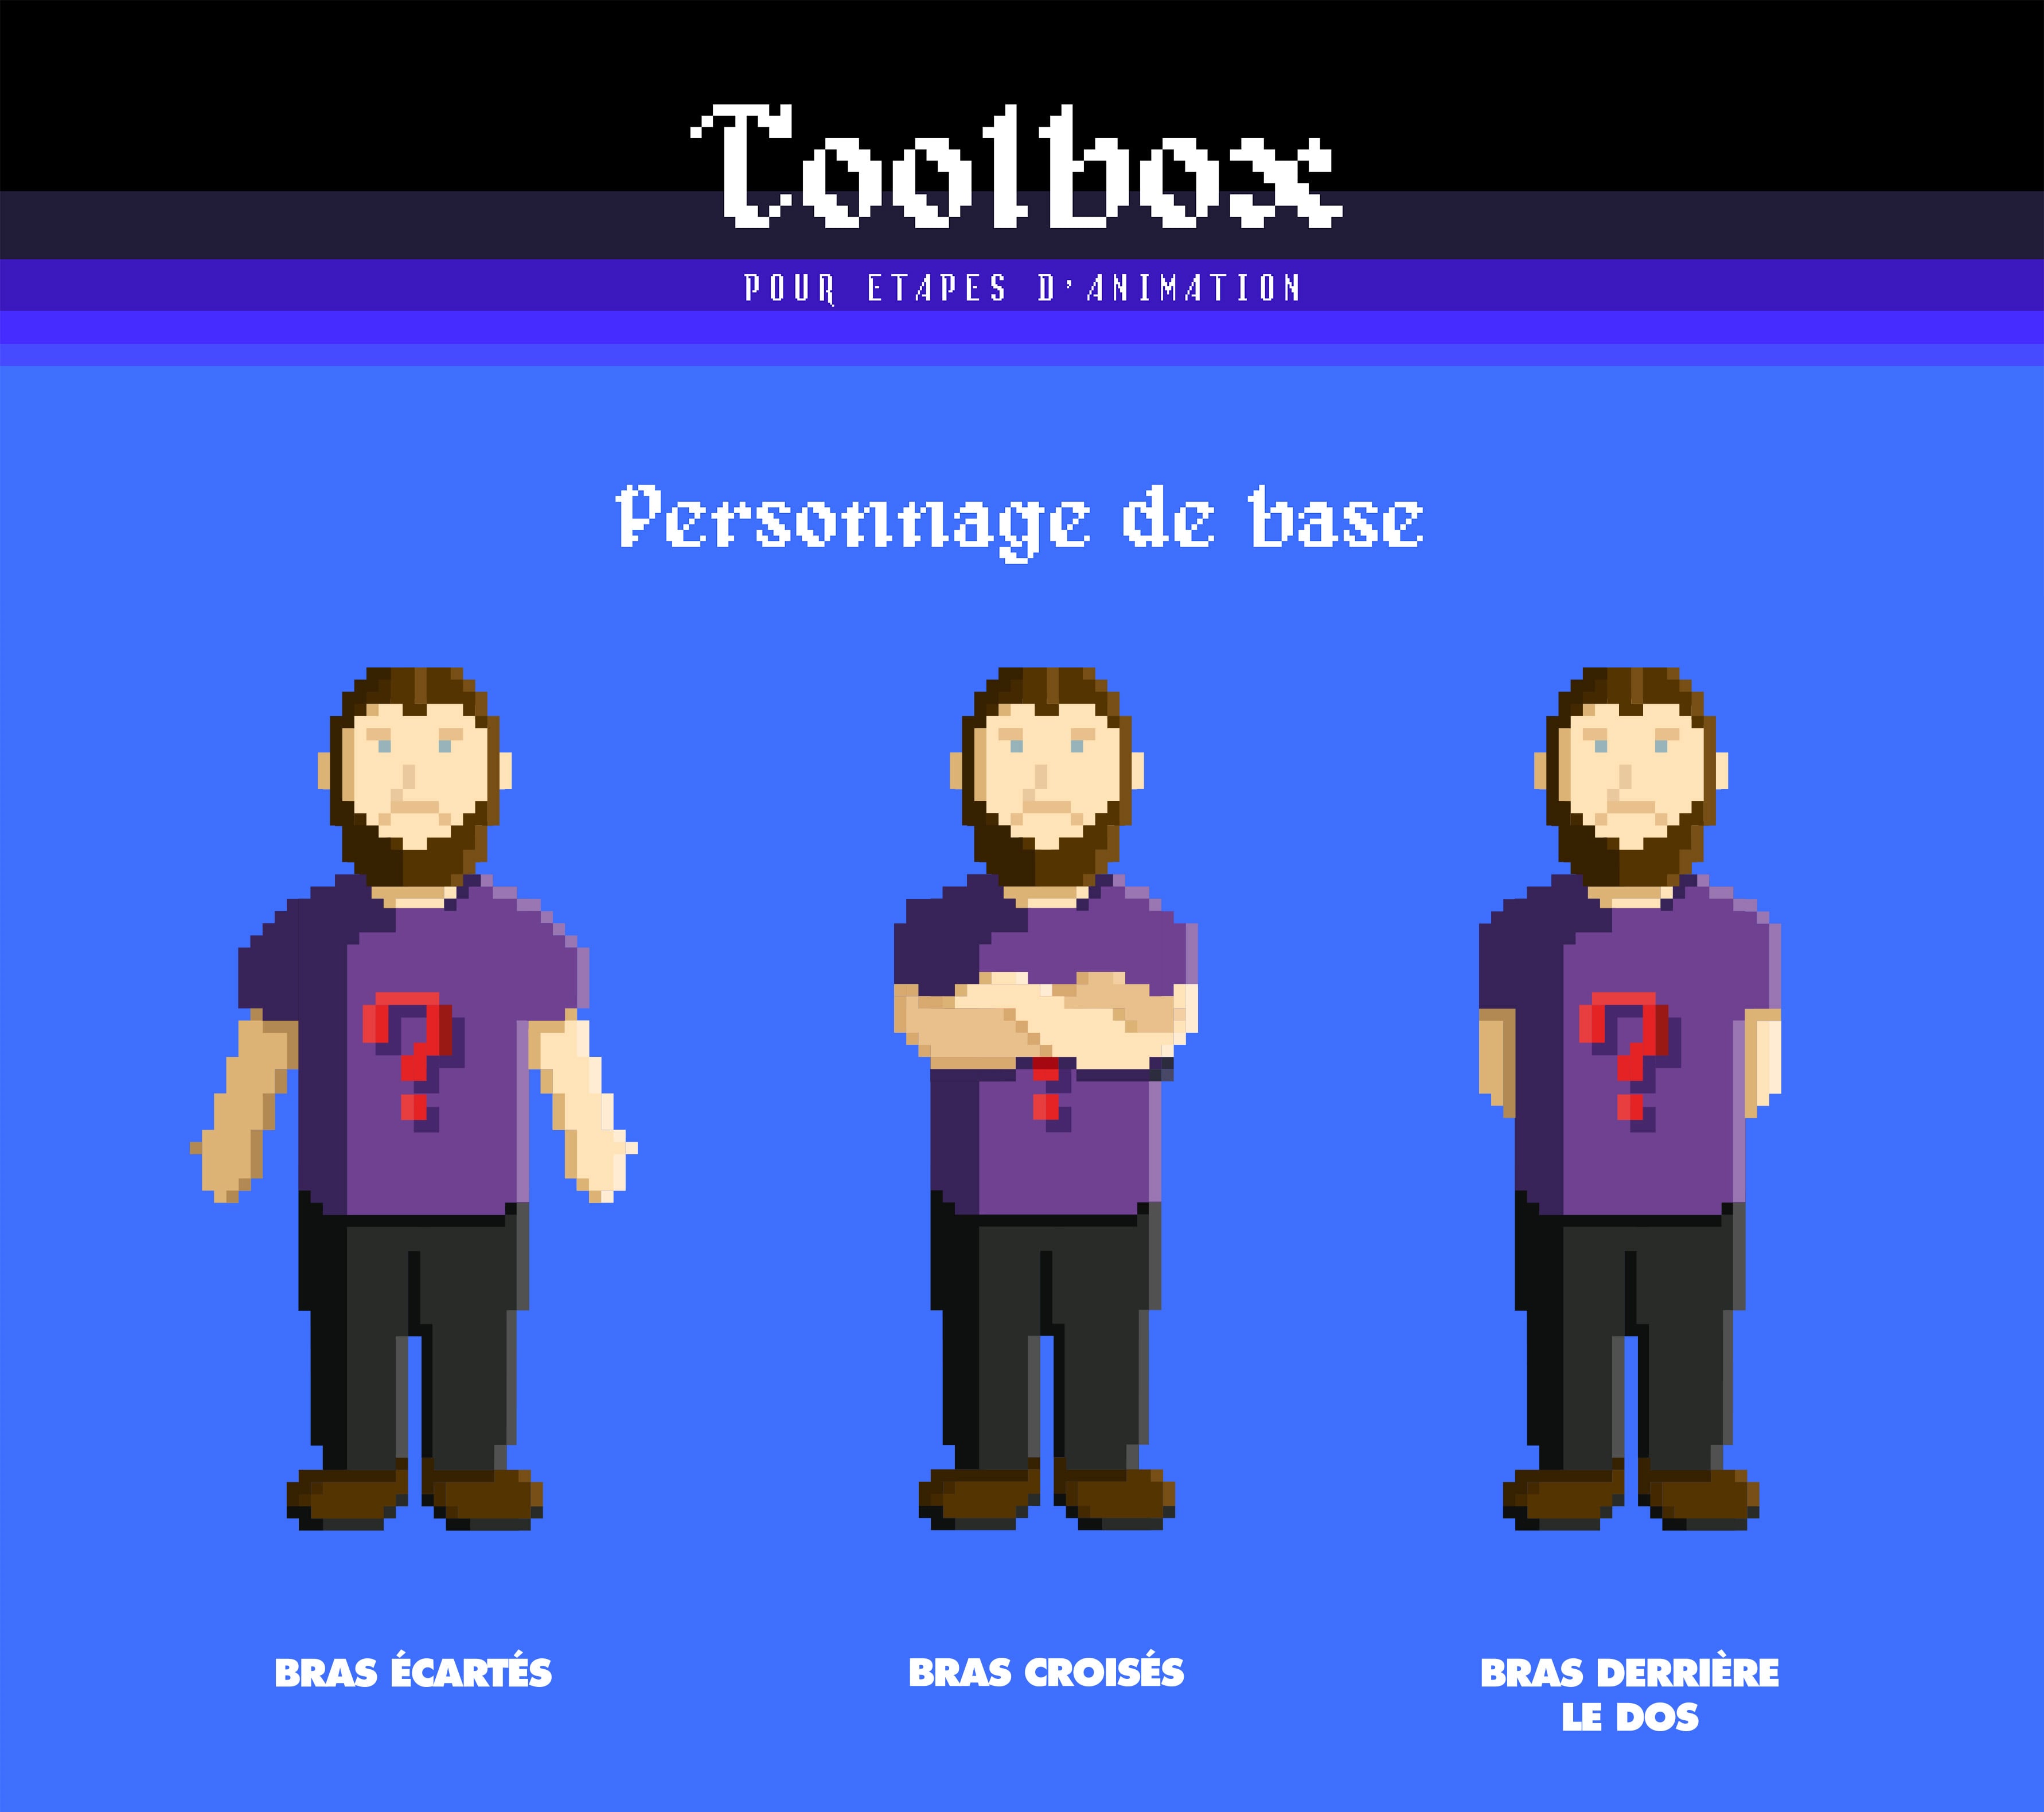 Toolbox
POUR ETAPES D'ANIMATION
Personnage de base
?
?
?
BRAS ÉCARTÉS
BRAS CROISÉS
BRAS DERRIÈRE
LE DOS